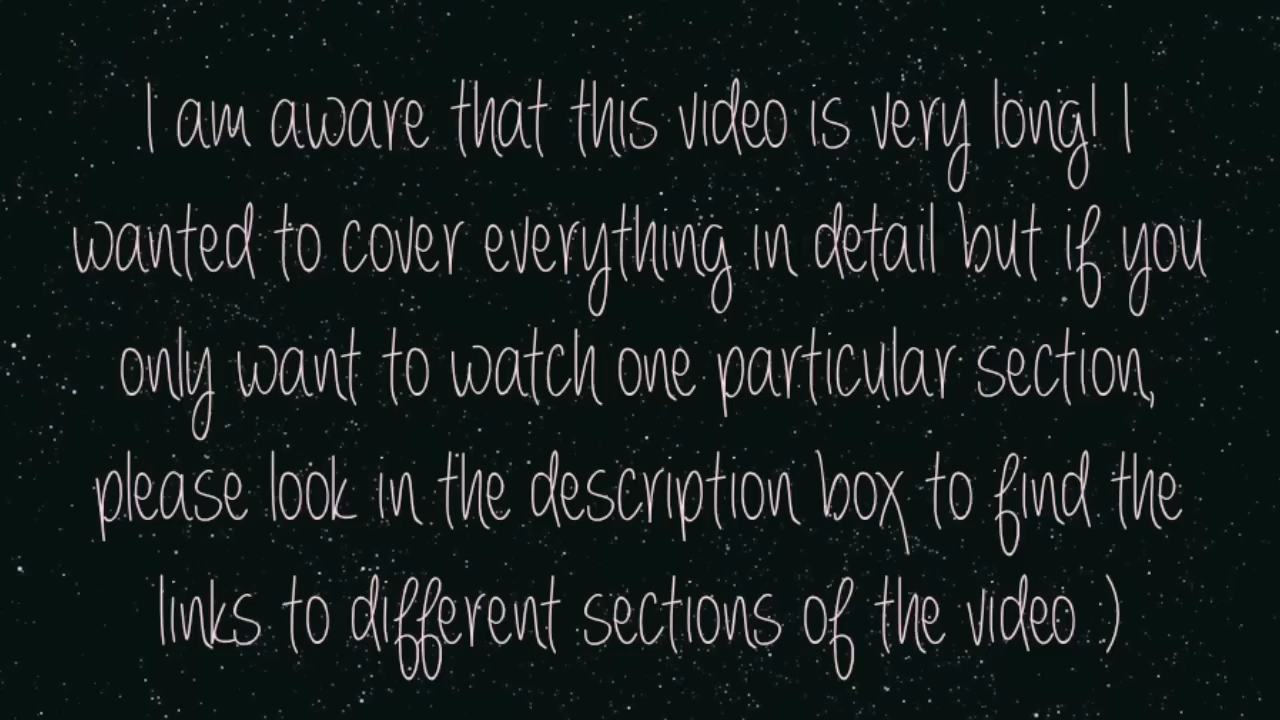 I am aware that this video is very long! I
wanted to cover everything in detail but if you
only want to watch one particular section,
please look in the description box to find the
links to different sections of the video :)